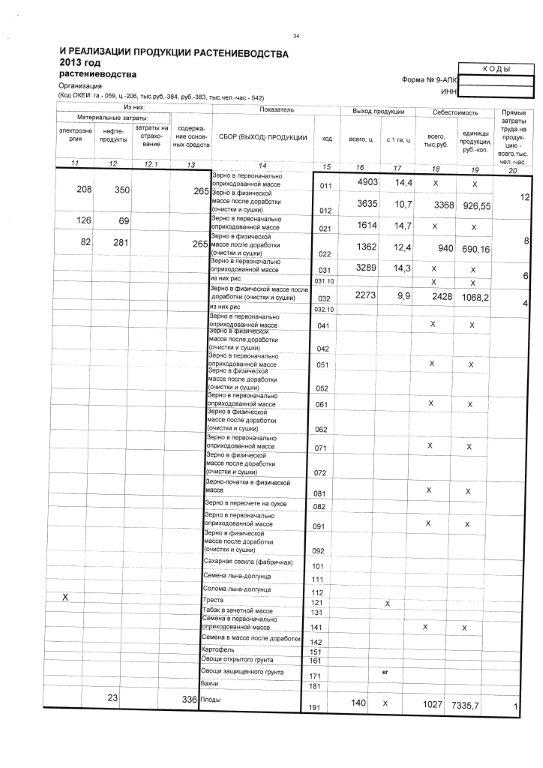 34
И РЕАЛИЗАЦИИ ПРОДУКЦИИ РАСТЕНИЕВОДСТВА
2013 год
растениеводства
КОДЫ
Форма № 9-АПК
Организация
ИНН
(Код ОКЕИ: га - 059, ц -206, тыс.руб.-384, руб.-383, тыс.чел.-час - 542)
Из них: Показатель Выход продукции Себестоимость Прямые затраты труда на продук-цию - всего,тыс. чел.-час.
Материальные затраты: содержа-ние основ-ных средств СБОР (ВЫХОД) ПРОДУКЦИИ код всего, ц с 1 га, ц всего, тыс.руб. единицы продукции, руб.-коп.
электроэне ргия нефте-продукты затраты на страхо-вание
11 12 12.1 13 14 15 16 17 18 19 20
208 350 265 Зерно в первоначально оприходованной массе 011 4903 14,4 X X 12
Зерно в физической массе после доработки (очистки и сушки) 012 3635 10,7 3368 926,55
126 69 Зерно в первоначально оприходованной массе 021 1614 14,7 X X 8
82 281 265 Зерно в физической массе после доработки (очистки и сушки) 022 1362 12,4 940 690,16
Зерно в первоначально оприходованной массе 031 3289 14,3 X X 6
из них рис 031.10 X X
Зерно в физической массе после доработки (очистки и сушки) 032 2273 9,9 2428 1068,2 4
из них рис 032.10
Зерно в первоначально оприходованной массе 041 X X
Зерно в физической массе после доработки (очистки и сушки) 042
Зерно в первоначально оприходованной массе 051 X X
Зерно в физической массе после доработки (очистки и сушки) 052
Зерно в первоначально оприходованной массе 061 X X
Зерно в физической массе после доработки (очистки и сушки) 062
Зерно в первоначально оприходованной массе 071 X X
Зерно в физической массе после доработки (очистки и сушки) 072
Зерно-початки в физической массе 081 X X
Зерно в пересчете на сухое 082
Зерно в первоначально оприходованной массе 091 X X
Зерно в физической массе после доработки (очистки и сушки) 092
Сахарная свекла (фабричная) 101
Семена льна-долгунца 111
Солома льна-долгунца 112
X Треста 121 X
Табак в зачетной массе 131
Семена в первоначально оприходованной массе 141 X X
Семена в массе после доработки 142
Картофель 151
Овощи открытого грунта 161
Овощи защищенного грунта 171 кг
Бахчи 181
23 336 Плоды 191 140 X 1027 7335,7 1